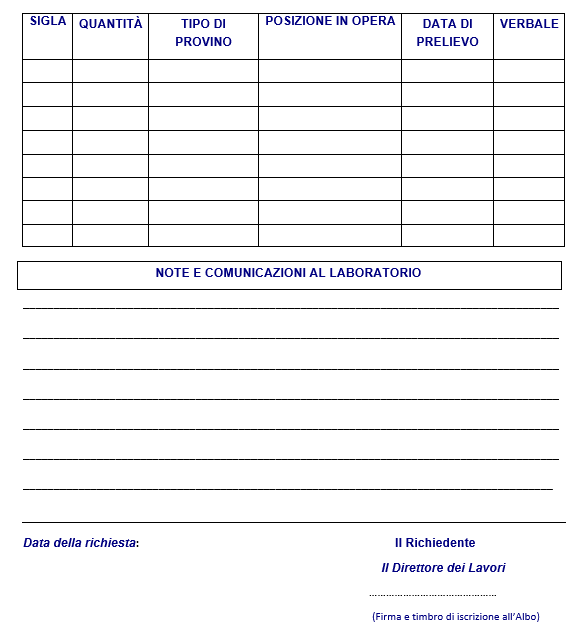 SIGLA QUANTITÀ TIPO DI PROVINO POSIZIONE IN OPERA DATA DI PRELIEVO VERBALE
NOTE E COMUNICAZIONI AL LABORATORIO
Data della richiesta: Il Richiedente
Il Direttore dei Lavori
................................................
(Firma e timbro di iscrizione all'Albo)